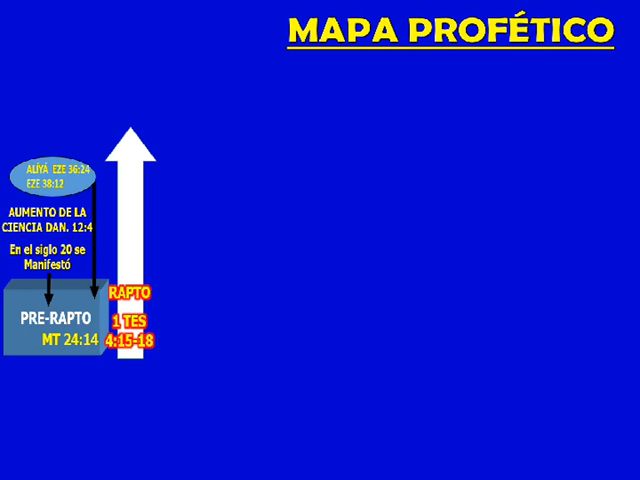 MAPA PROFÉTICO
ALIYÁ EZE 36:24
EZE 38:12
AUMENTO DE LA
CIENCIA DAN. 12:4
En el siglo 20 se
Manifestó
PRE-RAPTO
MT 24:14
RAPTO
1 TES
4:15-18